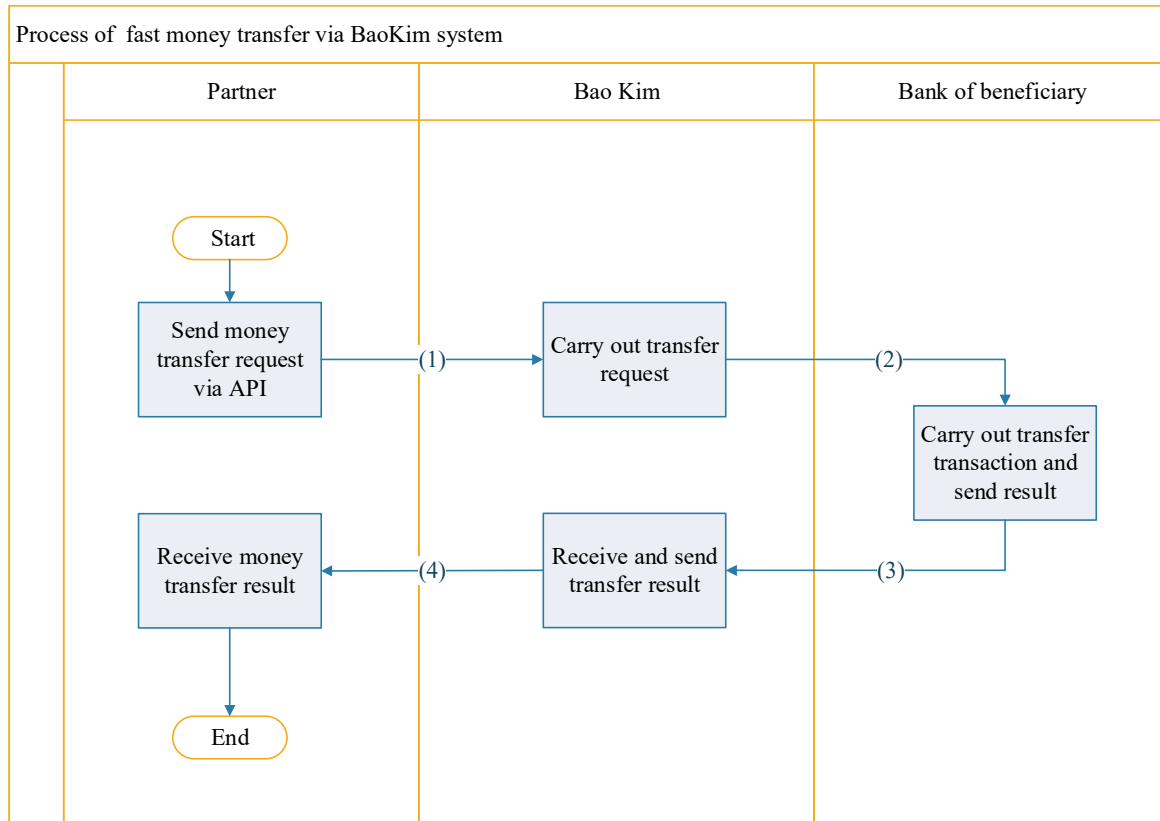 Process of  fast money transfer via BaoKim system
Partner
Bao Kim
Bank of beneficiary
Start
Send money
transfer request
via API
(1)
Carry out transfer
request
(2)
Carry out transfer
transaction and
send result
(3)
Receive and send
transfer result
(4)
Receive money
transfer result
End